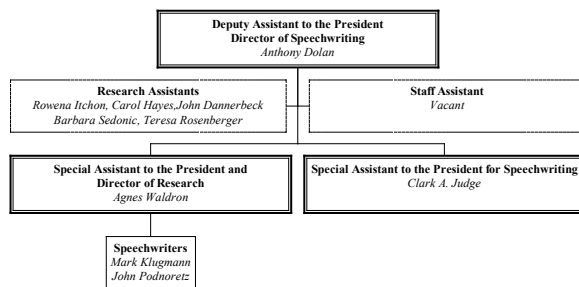 Deputy Assistant to the President
Director of Speechwriting
Anthony Dolan
Research Assistants
Rowena Itchon, Carol Hayes,John Dannerbeck
Barbara Sedonic, Teresa Rosenberger
Staff Assistant
Vacant
Special Assistant to the President and
Director of Research
Agnes Waldron
Special Assistant to the President for Speechwriting
Clark A. Judge
Speechwriters
Mark Klugmann
John Podnoretz